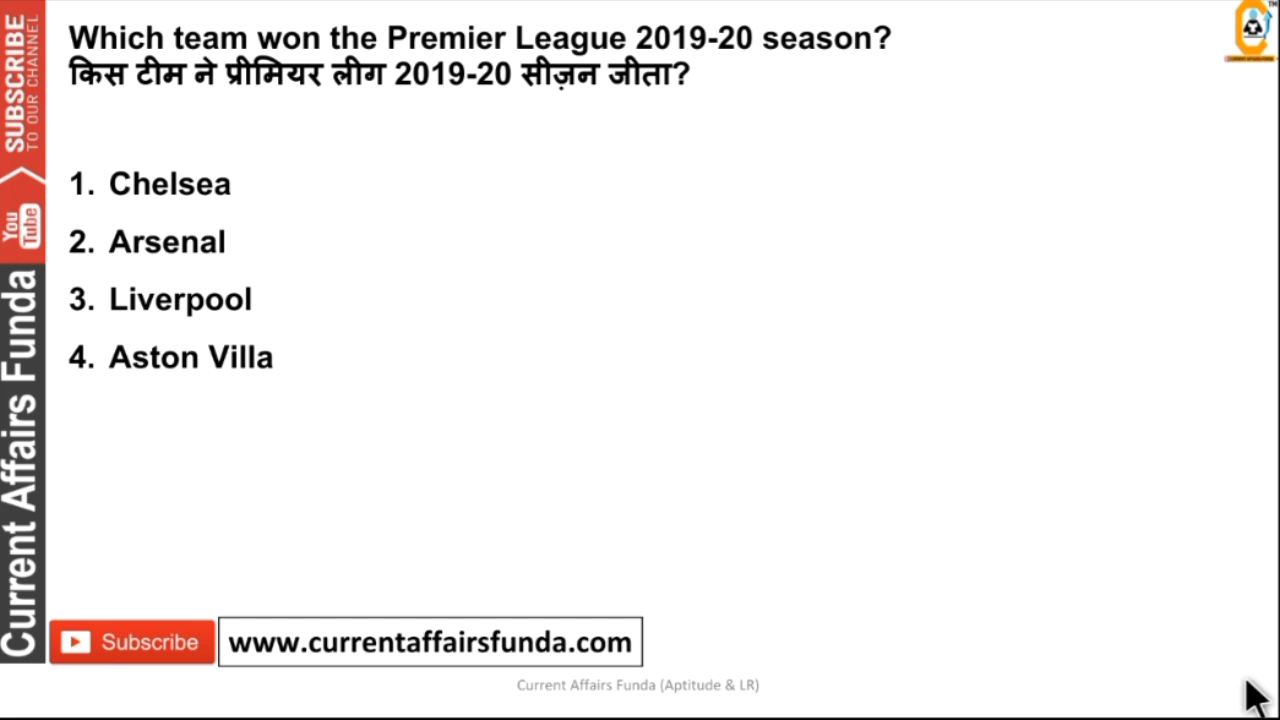 Which team won the Premier League 2019-20 season?
किस टीम ने प्रीमियर लीग 2019-20 सीज़न जीता?
1. Chelsea
2. Arsenal
3. Liverpool
4. Aston Villa
SUBSCRIBE
TO OUR CHANNEL
You
Tube
Current Affairs Funda
Subscribe
www.currentaffairsfunda.com
Current Affairs Funda (Aptitude & LR)
TM